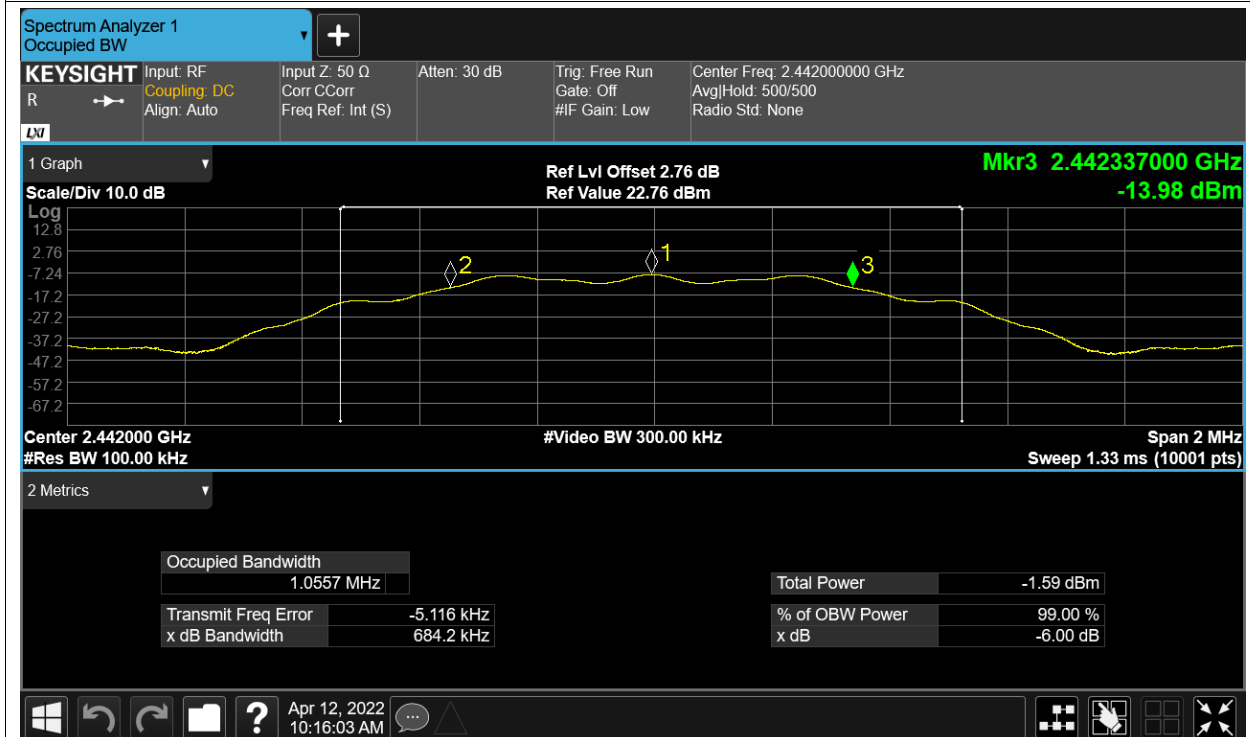 Spectrum Analyzer 1
Occupied BW
+
KEYSIGHT Input: RF Input Z: 50 Ω Atten: 30 dB Trig: Free Run Center Freq: 2.442000000 GHz
R Coupling: DC Corr CCorr Gate: Off Avg|Hold: 500/500
Align: Auto Freq Ref: Int (S) #IF Gain: Low Radio Std: None
LXI
1 Graph Ref Lvl Offset 2.76 dB Mkr3 2.442337000 GHz
Scale/Div 10.0 dB Ref Value 22.76 dBm -13.98 dBm
Log
12.8
2.76
-7.24
-17.2
-27.2
-37.2
-47.2
-57.2
-67.2
2 1 3
Center 2.442000 GHz #Video BW 300.00 kHz Span 2 MHz
#Res BW 100.00 kHz Sweep 1.33 ms (10001 pts)
2 Metrics
Occupied Bandwidth
1.0557 MHz Total Power -1.59 dBm
Transmit Freq Error -5.116 kHz % of OBW Power 99.00 %
x dB Bandwidth 684.2 kHz x dB -6.00 dB
? Apr 12, 2022
10:16:03 AM